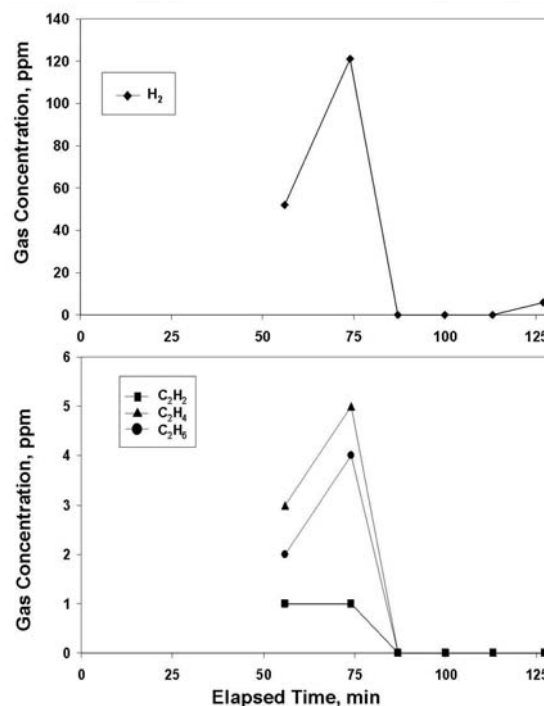 Gas Concentration, ppm
140
120
100
80
60
40
20
0
H₂
0 25 50 75 100 125
Gas Concentration, ppm
6
5
4
3
2
1
0
C₂H₂
C₂H₄
C₂H₆
0 25 50 75 100 125
Elapsed Time, min